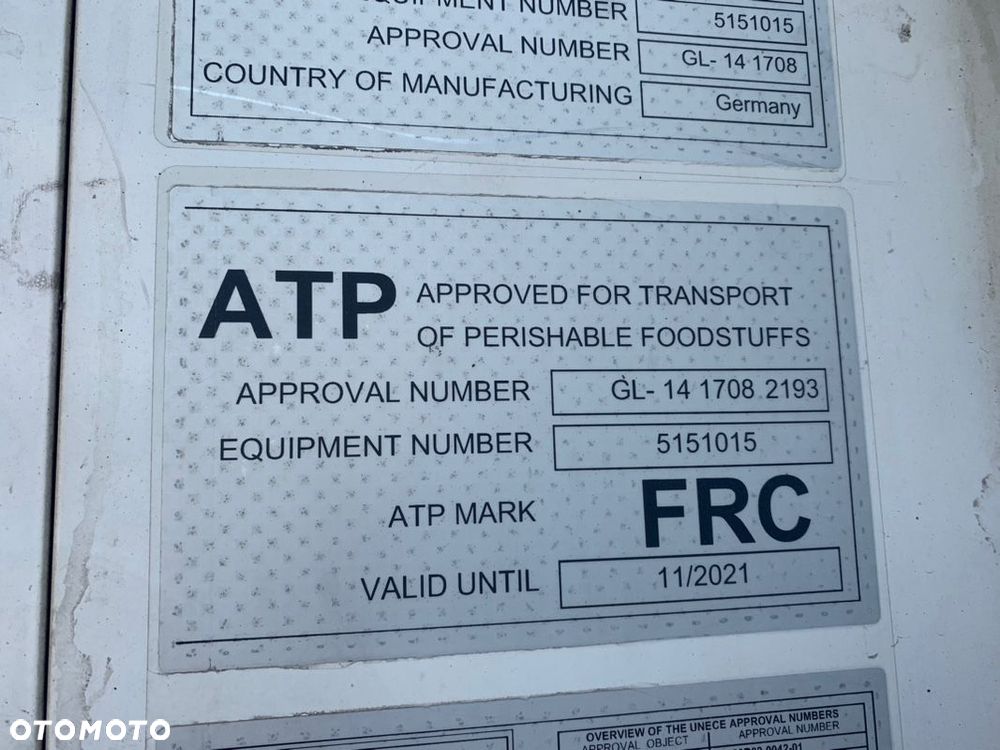 EQUIPMENT NUMBER 5151015
APPROVAL NUMBER GL- 14 1708
COUNTRY OF MANUFACTURING Germany
ATP APPROVED FOR TRANSPORT
OF PERISHABLE FOODSTUFFS
APPROVAL NUMBER GL- 14 1708 2193
EQUIPMENT NUMBER 5151015
ATP MARK FRC
VALID UNTIL 11/2021
OVERVIEW OF THE UNECE APPROVAL NUMBERS
APPROVAL OBJECT APPROVAL NUMBER
OTOMOTO